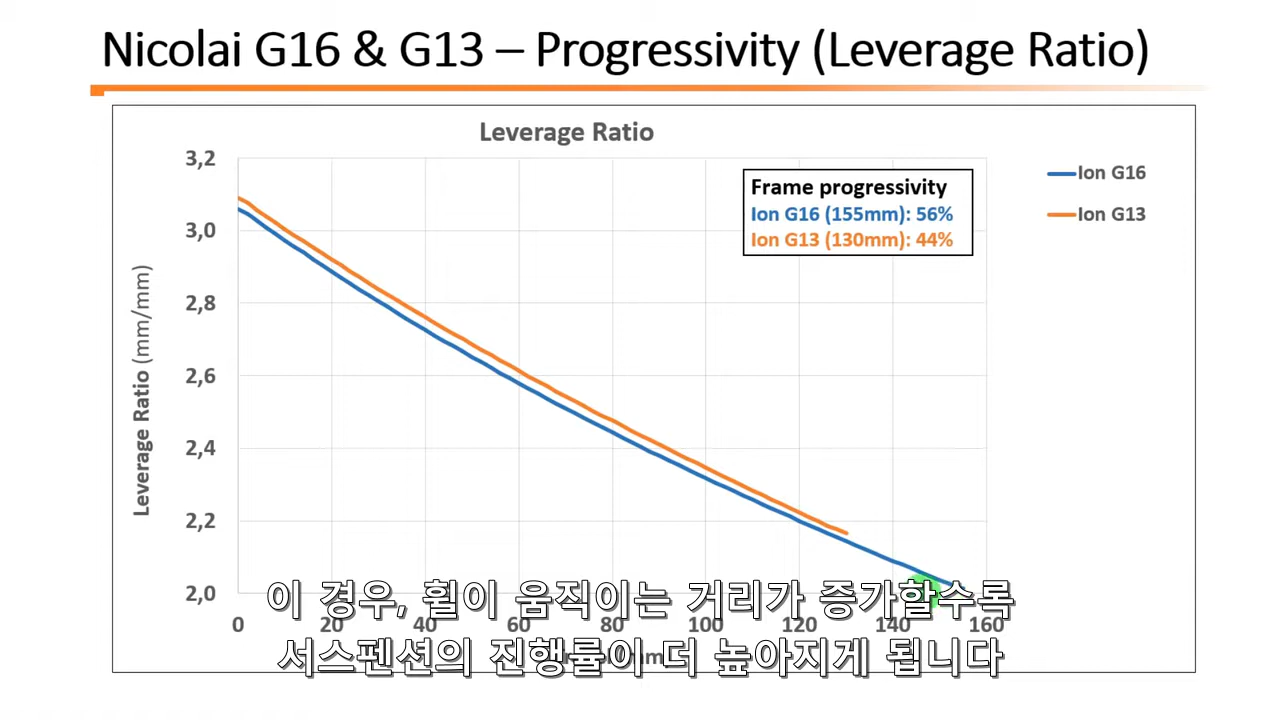 Nicolai G16 & G13 – Progressivity (Leverage Ratio)
Leverage Ratio
3,2
3,0
2,8
2,6
2,4
2,2
2,0
Leverage Ratio (mm/mm)
Frame progressivity
Ion G16 (155mm): 56%
Ion G13 (130mm): 44%
Ion G16
Ion G13
0 20 40 60 80 100 120 140 160
이 경우, 휠이 움직이는 거리가 증가할수록
서스펜션의 진행률이 더 높아지게 됩니다